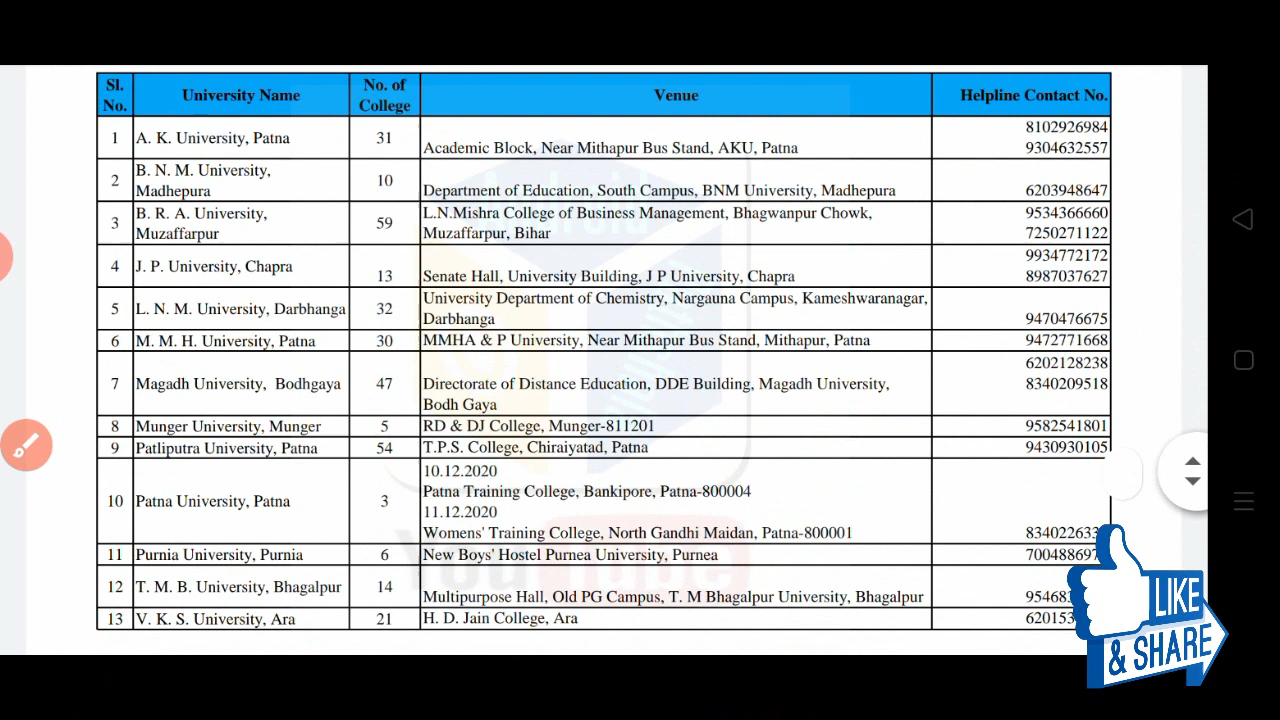 Sl. No. University Name No. of College Venue Helpline Contact No.
1 A. K. University, Patna 31 Academic Block, Near Mithapur Bus Stand, AKU, Patna 8102926984 9304632557
2 B. N. M. University, Madhepura 10 Department of Education, South Campus, BNM University, Madhepura 6203948647
3 B. R. A. University, Muzaffarpur 59 L.N.Mishra College of Business Management, Bhagwanpur Chowk, Muzaffarpur, Bihar 9534366660 7250271122
4 J. P. University, Chapra 13 Senate Hall, University Building, J P University, Chapra 9934772172 8987037627
5 L. N. M. University, Darbhanga 32 University Department of Chemistry, Nargauna Campus, Kameshwaranagar, Darbhanga 9470476675
6 M. M. H. University, Patna 30 MMHA & P University, Near Mithapur Bus Stand, Mithapur, Patna 9472771668
7 Magadh University, Bodhgaya 47 Directorate of Distance Education, DDE Building, Magadh University, Bodh Gaya 6202128238 8340209518
8 Munger University, Munger 5 RD & DJ College, Munger-811201 9582541801
9 Patliputra University, Patna 54 T.P.S. College, Chiraiyatad, Patna 9430930105
10 Patna University, Patna 3 10.12.2020
Patna Training College, Bankipore, Patna-800004
11.12.2020
Womens' Training College, North Gandhi Maidan, Patna-800001
11 Purnia University, Purnia 6 New Boys' Hostel Purnea University, Purnea
12 T. M. B. University, Bhagalpur 14 Multipurpose Hall, Old PG Campus, T. M Bhagalpur University, Bhagalpur
13 V. K. S. University, Ara 21 H. D. Jain College, Ara
LIKE
& SHARE
YouTube